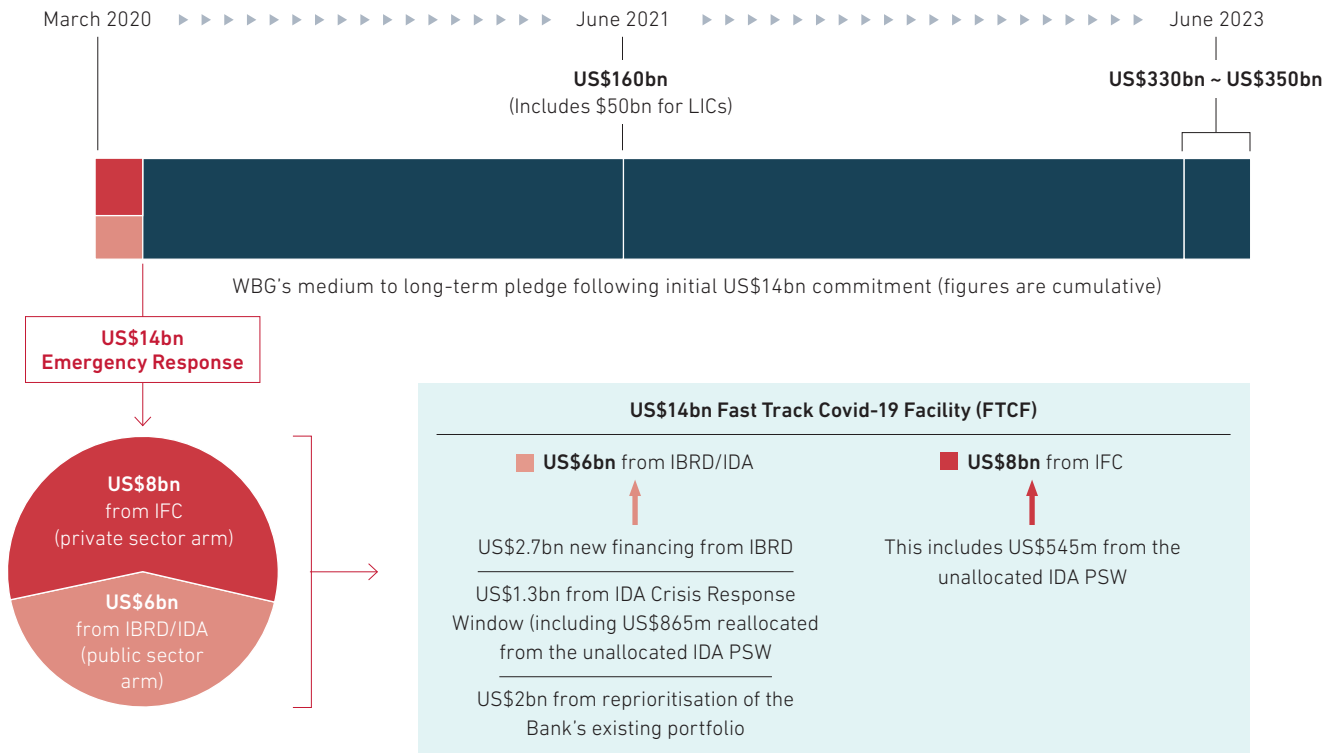 March 2020
June 2021
June 2023
US$160bn
(Includes $50bn for LICs)
US$330bn ~ US$350bn
WBG's medium to long-term pledge following initial US$14bn commitment (figures are cumulative)
US$14bn
Emergency Response
US$8bn
from IFC
(private sector arm)
US$6bn
from IBRD/IDA
(public sector
arm)
US$14bn Fast Track Covid-19 Facility (FTCF)
US$6bn from IBRD/IDA
US$2.7bn new financing from IBRD
US$1.3bn from IDA Crisis Response
Window (including US$865m reallocated
from the unallocated IDA PSW
US$2bn from reprioritisation of the
Bank's existing portfolio
US$8bn from IFC
This includes US$545m from the
unallocated IDA PSW